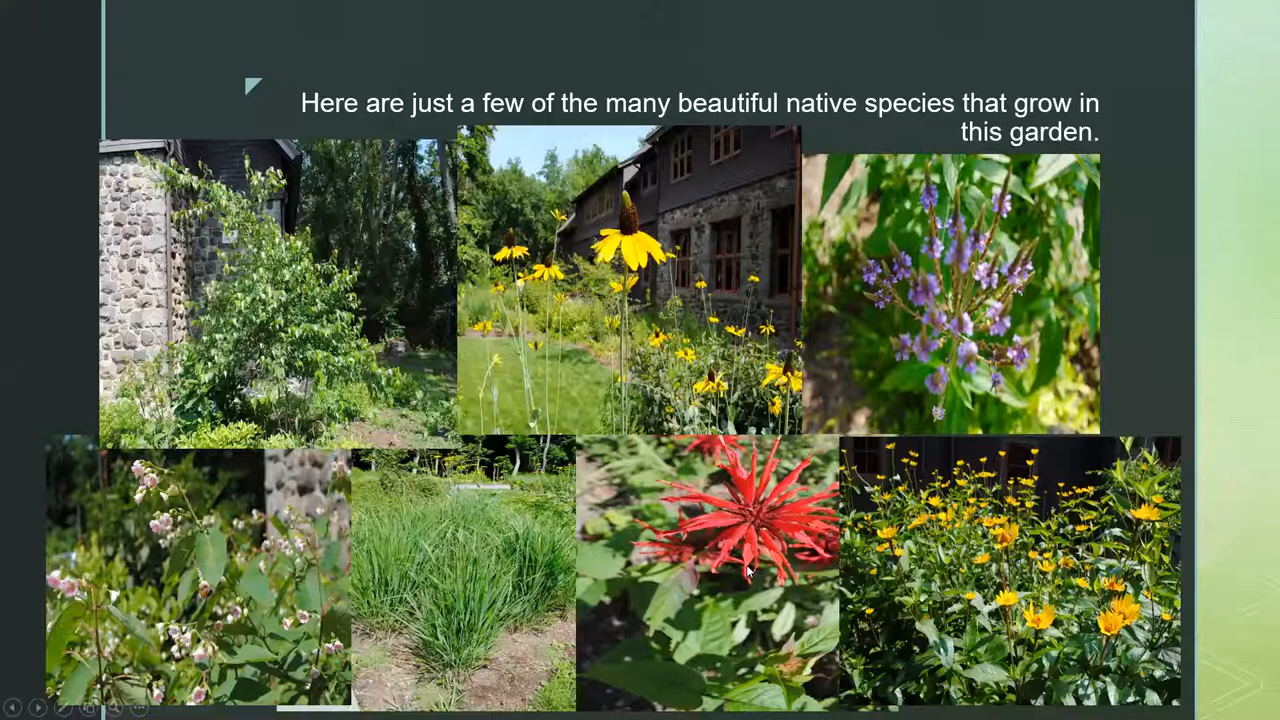 Here are just a few of the many beautiful native species that grow in
this garden.